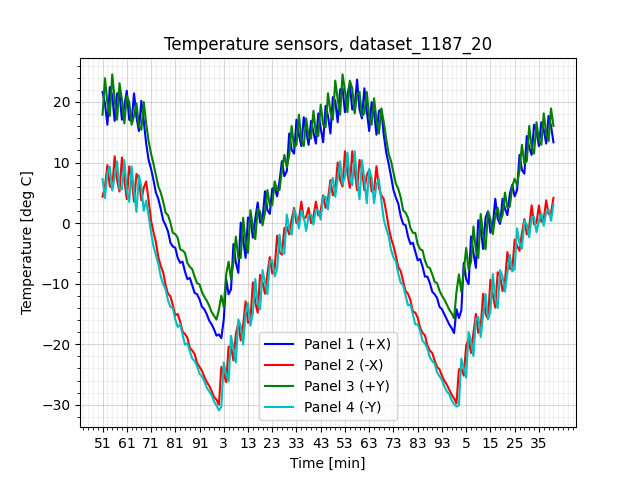 Temperature sensors, dataset_1187_20
Temperature [deg C]
20
10
0
−10
−20
−30
Panel 1 (+X)
Panel 2 (-X)
Panel 3 (+Y)
Panel 4 (-Y)
51 61 71 81 91 3 13 23 33 43 53 63 73 83 93 5 15 25 35
Time [min]